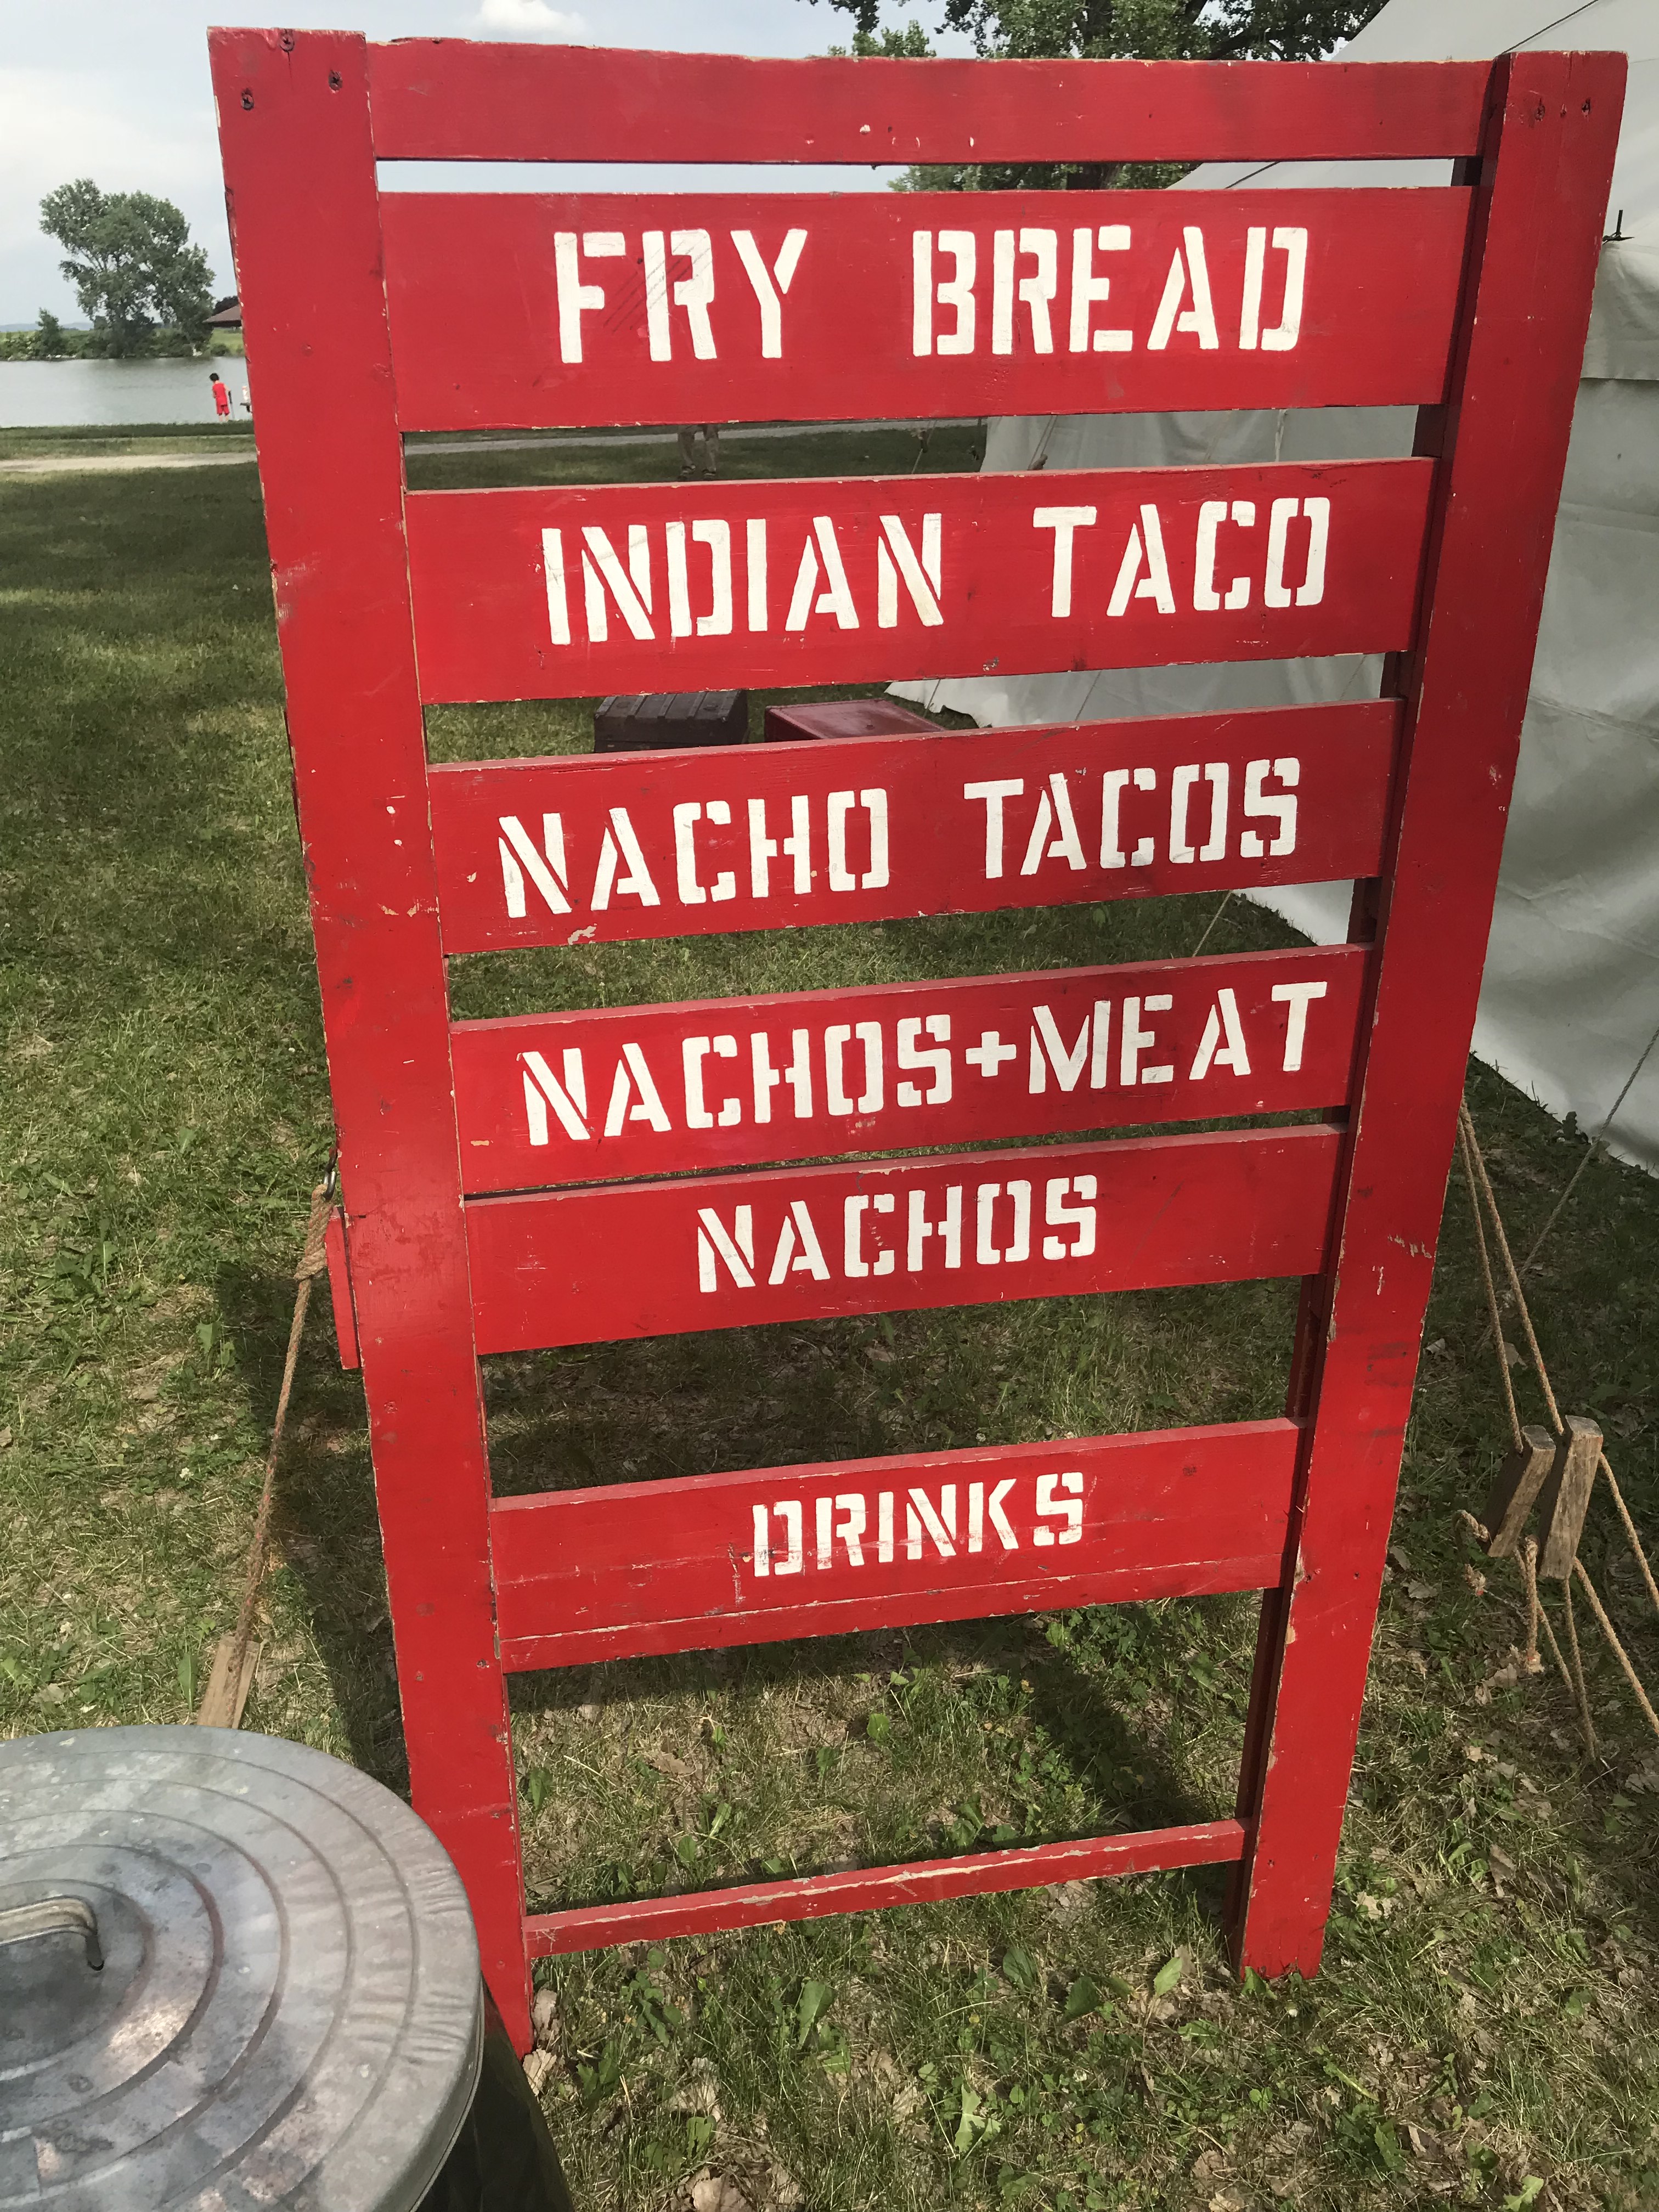 FRY BREAD
INDIAN TACO
NACHO TACOS
NACHOS+MEAT
NACHOS
DRINKS